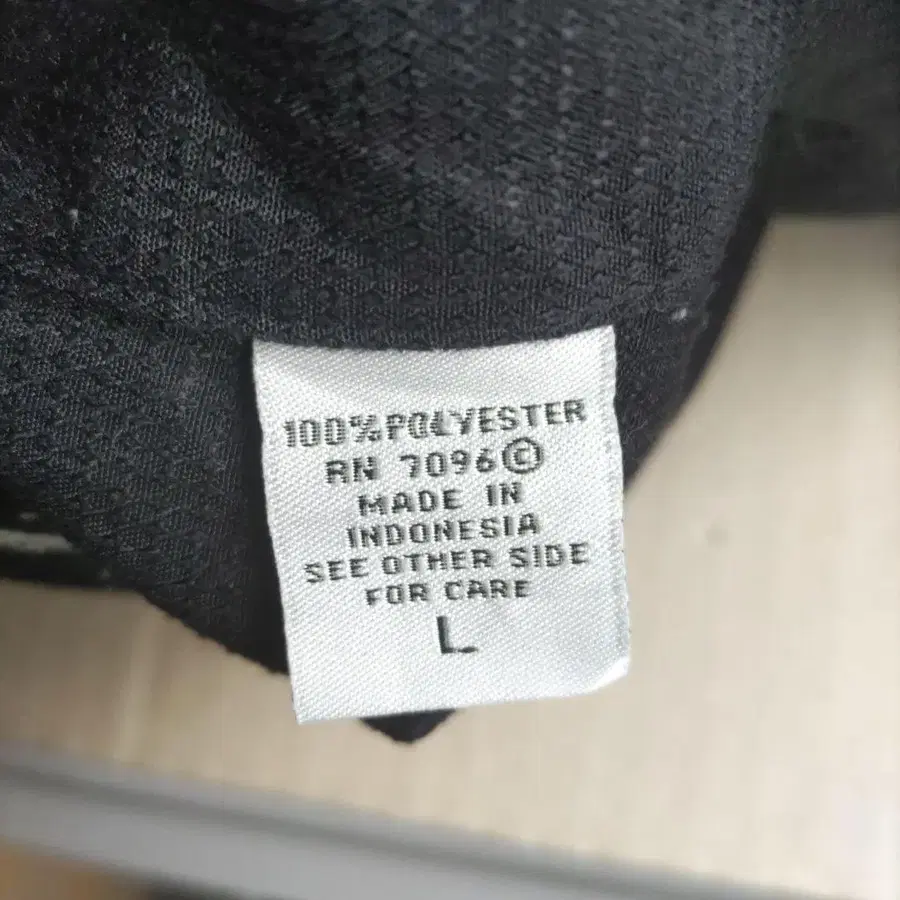 100%POLYESTER
RN 7096©
MADE IN
INDONESIA
SEE OTHER SIDE
FOR CARE
L